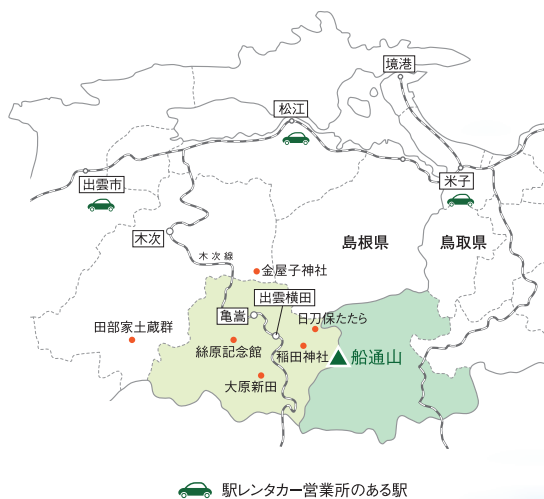 境港
松江
米子
出雲市
木次
木次線
島根県
鳥取県
金屋子神社
出雲横田
亀嵩
日刀保たたら
田部家土蔵群
絲原記念館
稲田神社
船通山
大原新田
駅レンタカー営業所のある駅